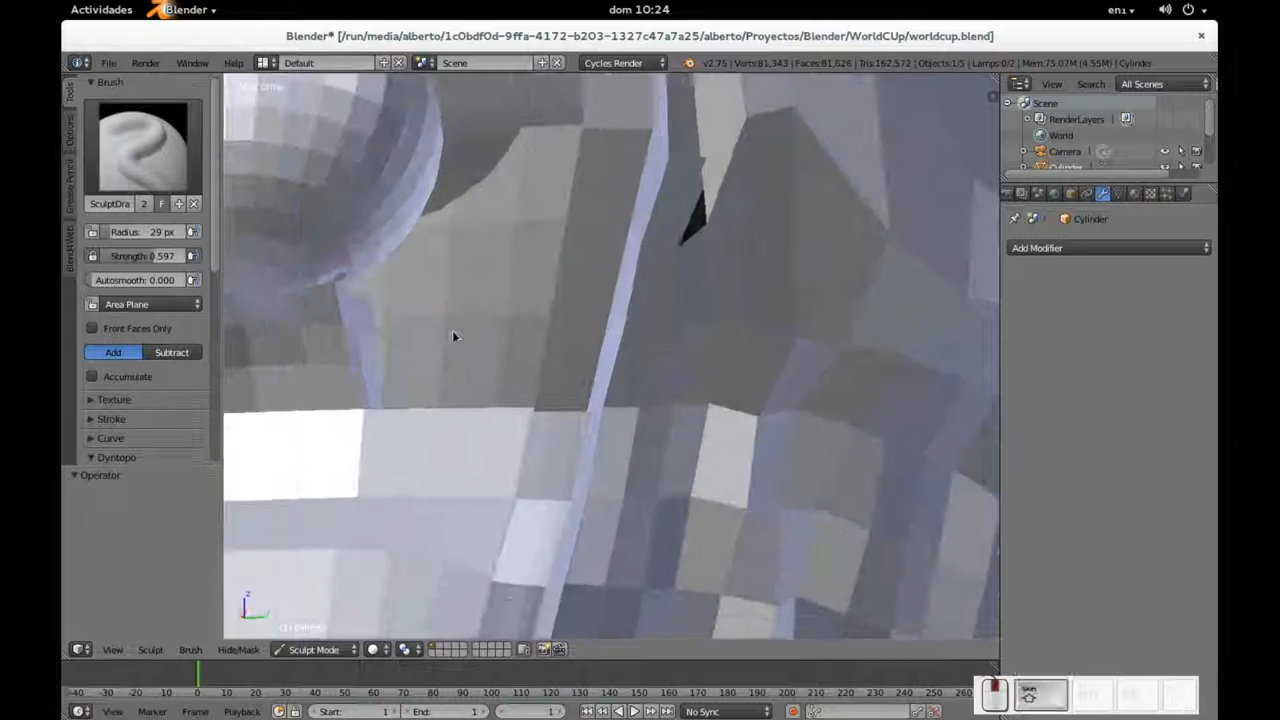 Actividades Blender dom 10:24 en₁
Blender* [/run/media/alberto/1c0bdf0d-9ffa-4172-b203-1327c47a7a25/alberto/Proyectos/Blender/WorldCUp/worldcup.blend]
File Render Window Help Default Scene Cycles Render v2.75 | Verts:81,343 | Faces:81,626 | Tris:162,572 | Objects:1/5 | Lamps:0/2 | Mem:75.07M (4.55M) | Cylinder
Brush
View Search All Scenes
Scene
RenderLayers
World
Camera
Tools
Options
Grease Pencil
Blend4Web
SculptDra 2 F
Radius: 29 px
Strength: 0.597
Autosmooth: 0.000
Area Plane
Front Faces Only
Add Subtract
Accumulate
Texture
Stroke
Curve
Dyntopo
Operator
Cylinder
Add Modifier
z
View Sculpt Brush Hide/Mask Sculpt Mode
-40 -30 -20 -10 0 10 20 30 40 50 60 70 80 90 100 110 120 130 140 150 160 170 180 190 200 210 220 230 240 250 260
View Marker Frame Playback Start: 1 End: 1 1 No Sync